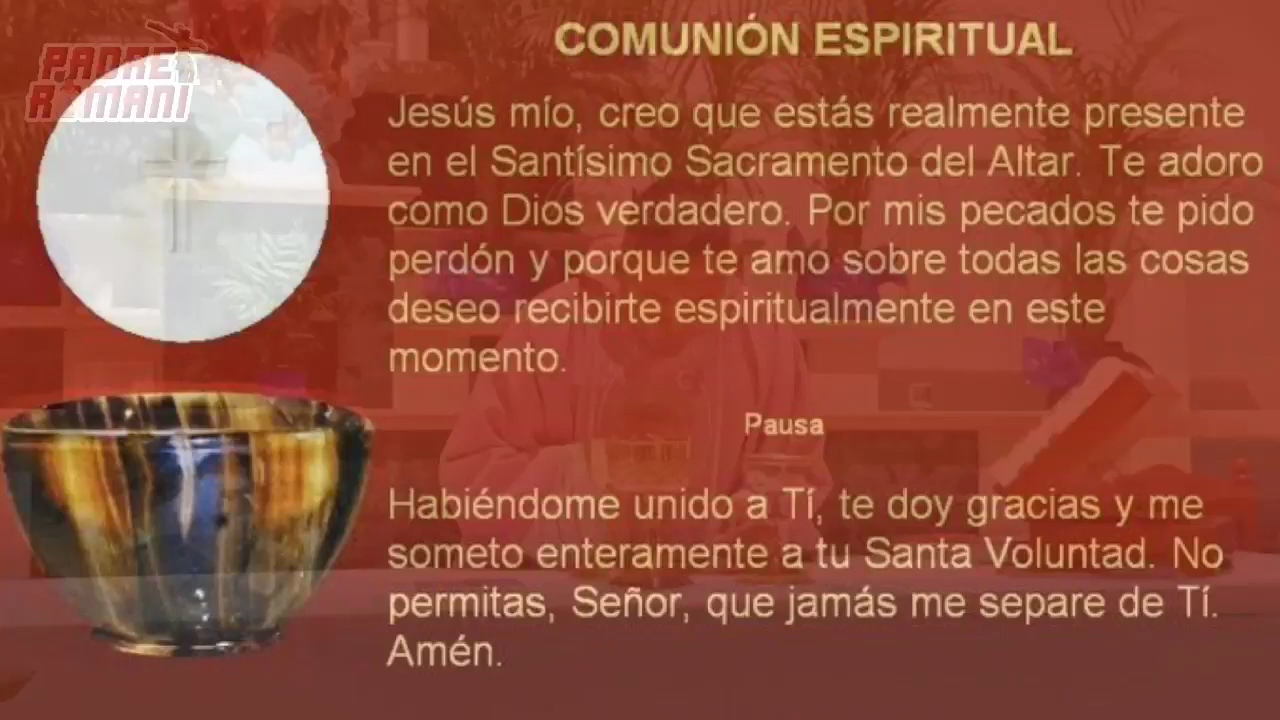 PADRE
ROMANI
COMUNIÓN ESPIRITUAL
Jesús mío, creo que estás realmente presente
en el Santísimo Sacramento del Altar. Te adoro
como Dios verdadero. Por mis pecados te pido
perdón y porque te amo sobre todas las cosas
deseo recibirte espiritualmente en este
momento.
Pausa
Habiéndome unido a Tí, te doy gracias y me
someto enteramente a tu Santa Voluntad. No
permitas, Señor, que jamás me separe de Tí.
Amén.